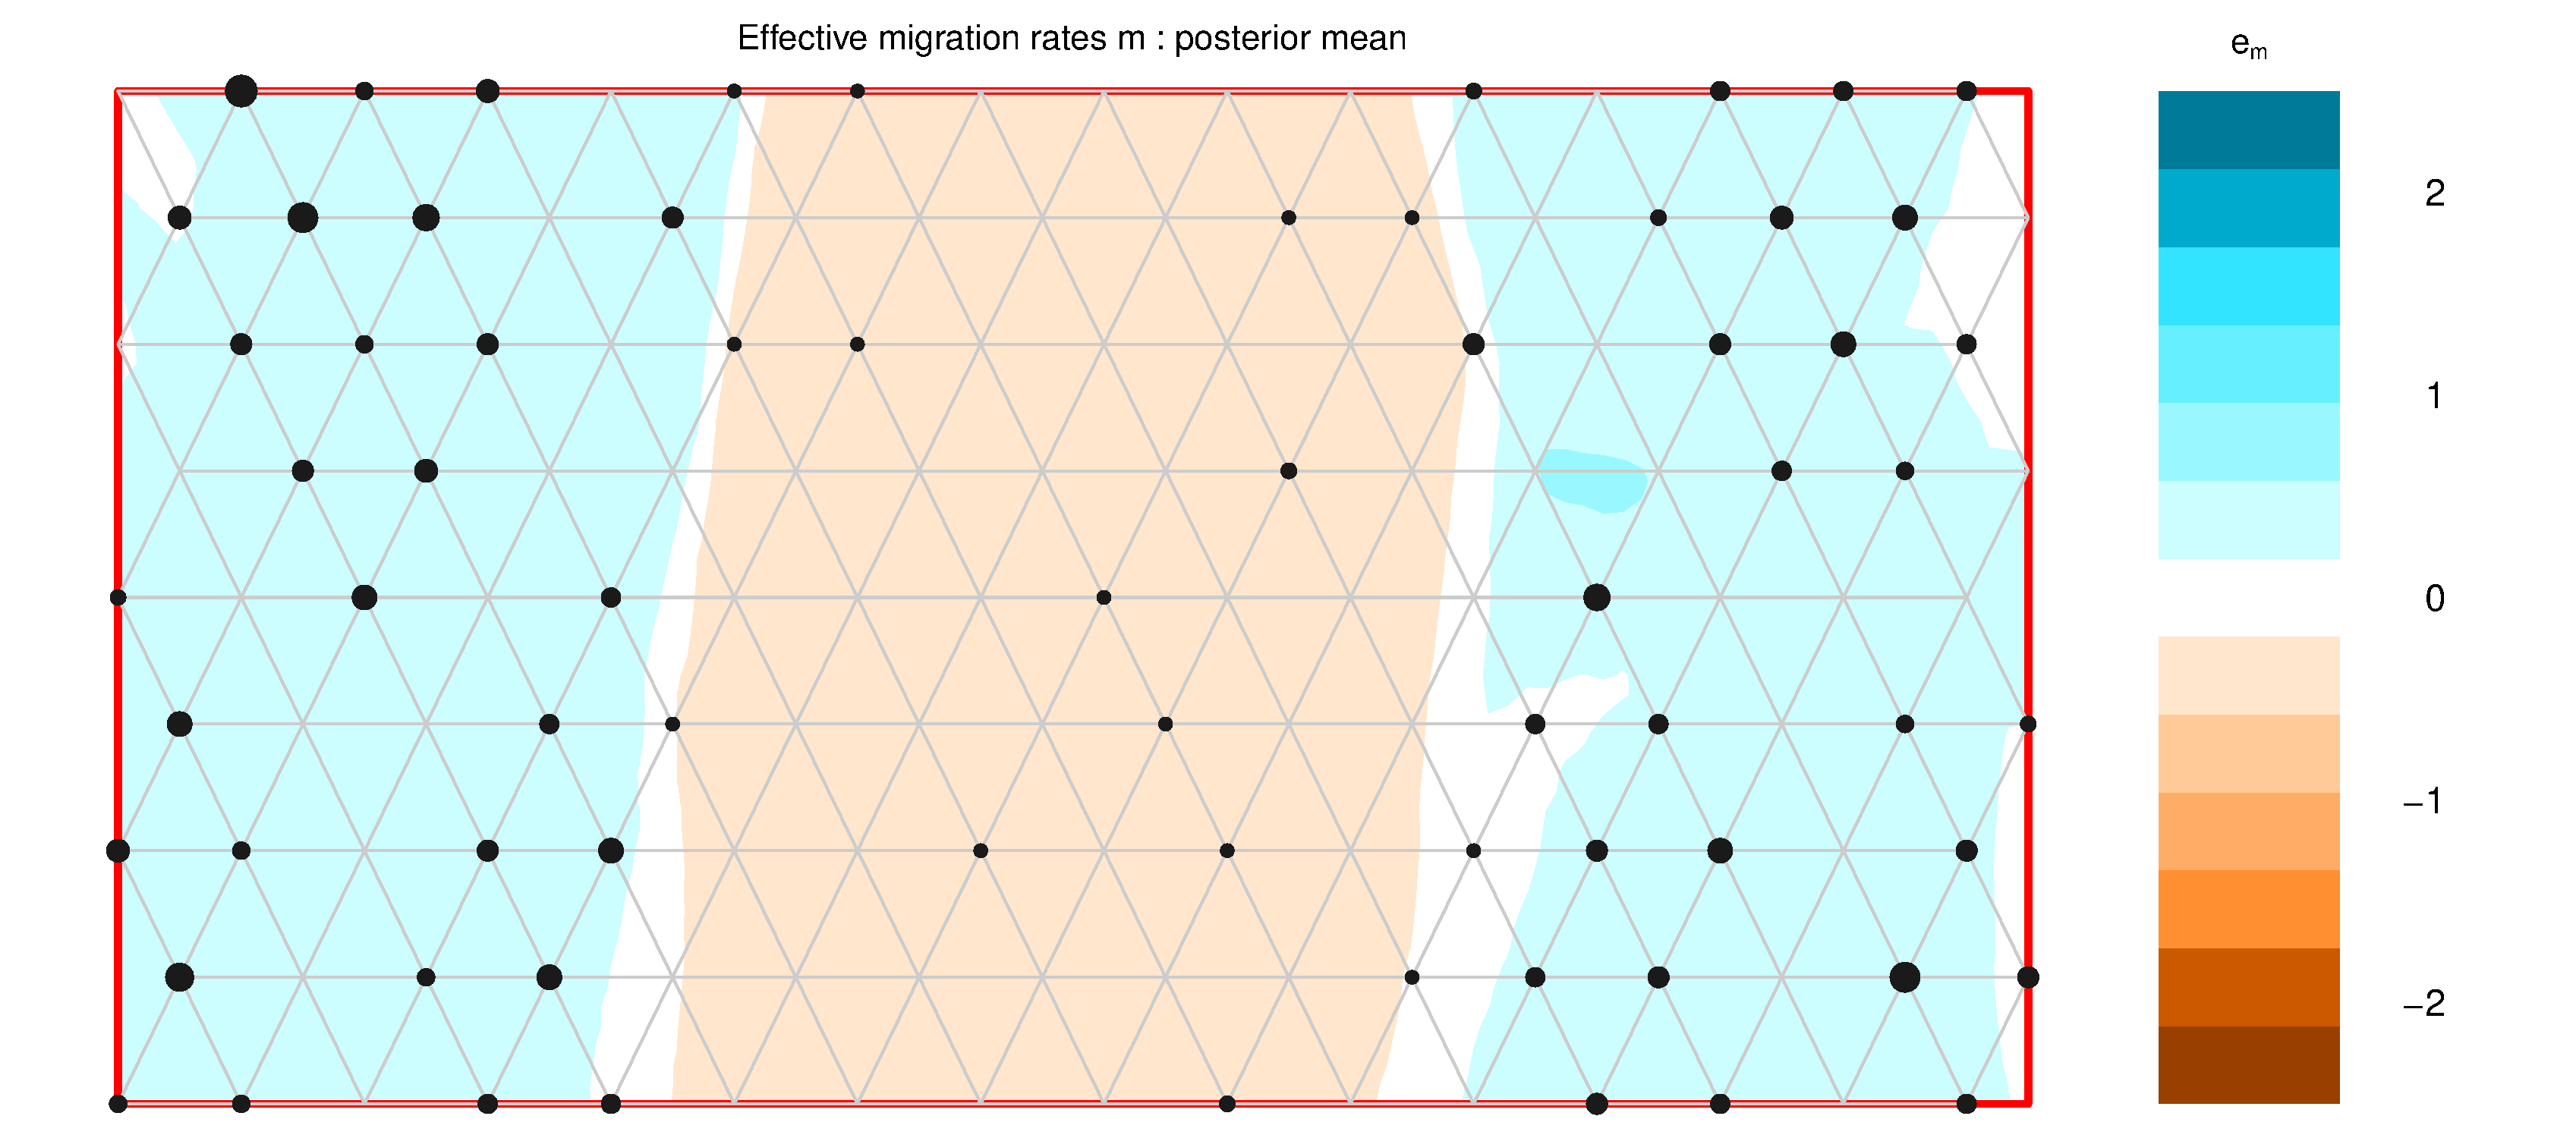 Effective migration rates m : posterior mean
em
2
1
0
−1
−2